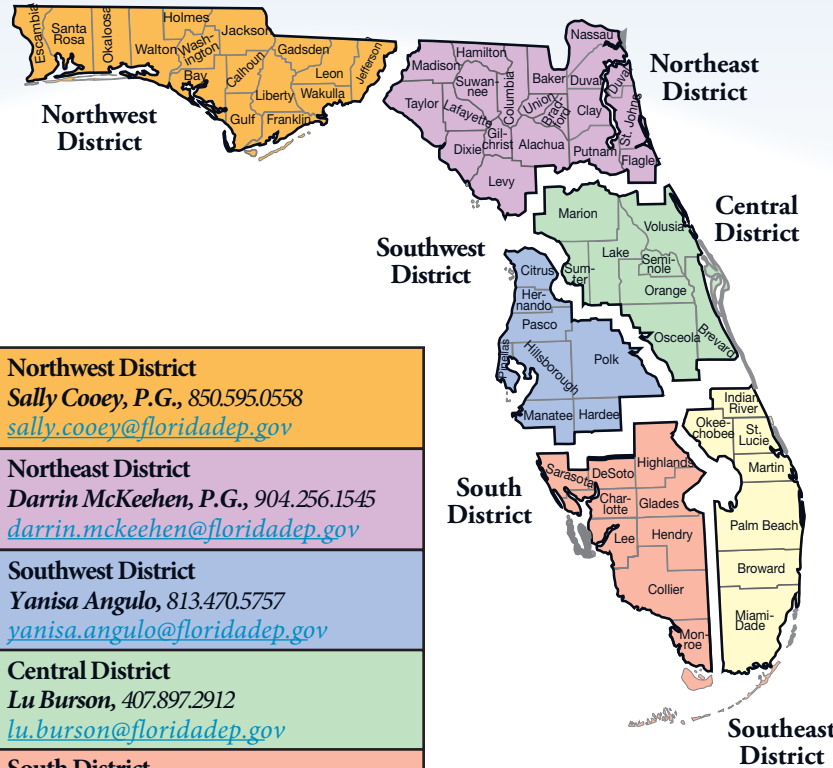 Escambia
Santa
Rosa
Okaloosa
Holmes
Walton
Wash-
ington
Jackson
Bay
Calhoun
Gadsden
Leon
Jefferson
Liberty
Wakulla
Gulf
Franklin
Northwest
District
Nassau
Hamilton
Madison
Suwan-
nee
Columbia
Baker
Duval
Duval
Taylor
Lafayette
Union
Brad-
ford
Clay
St. Johns
Dixie
Gil-
christ
Alachua
Putnam
Flagler
Levy
Northeast
District
Marion
Volusia
Lake
Semi-
nole
Sum-
ter
Orange
Osceola
Brevard
Central
District
Southwest
District
Citrus
Her-
nando
Pasco
Pinellas
Hillsborough
Polk
Manatee
Hardee
Indian
River
Okee-
chobee
St.
Lucie
Martin
Palm Beach
Broward
Miami-
Dade
Southeast
District
South
District
Sarasota
DeSoto
Highlands
Char-
lotte
Glades
Lee
Hendry
Collier
Mon-
roe
Northwest District
Sally Cooey, P.G., 850.595.0558
sally.cooey@floridadep.gov
Northeast District
Darrin McKeehen, P.G., 904.256.1545
darrin.mckeehen@floridadep.gov
Southwest District
Yanisa Angulo, 813.470.5757
yanisa.angulo@floridadep.gov
Central District
Lu Burson, 407.897.2912
lu.burson@floridadep.gov
South District